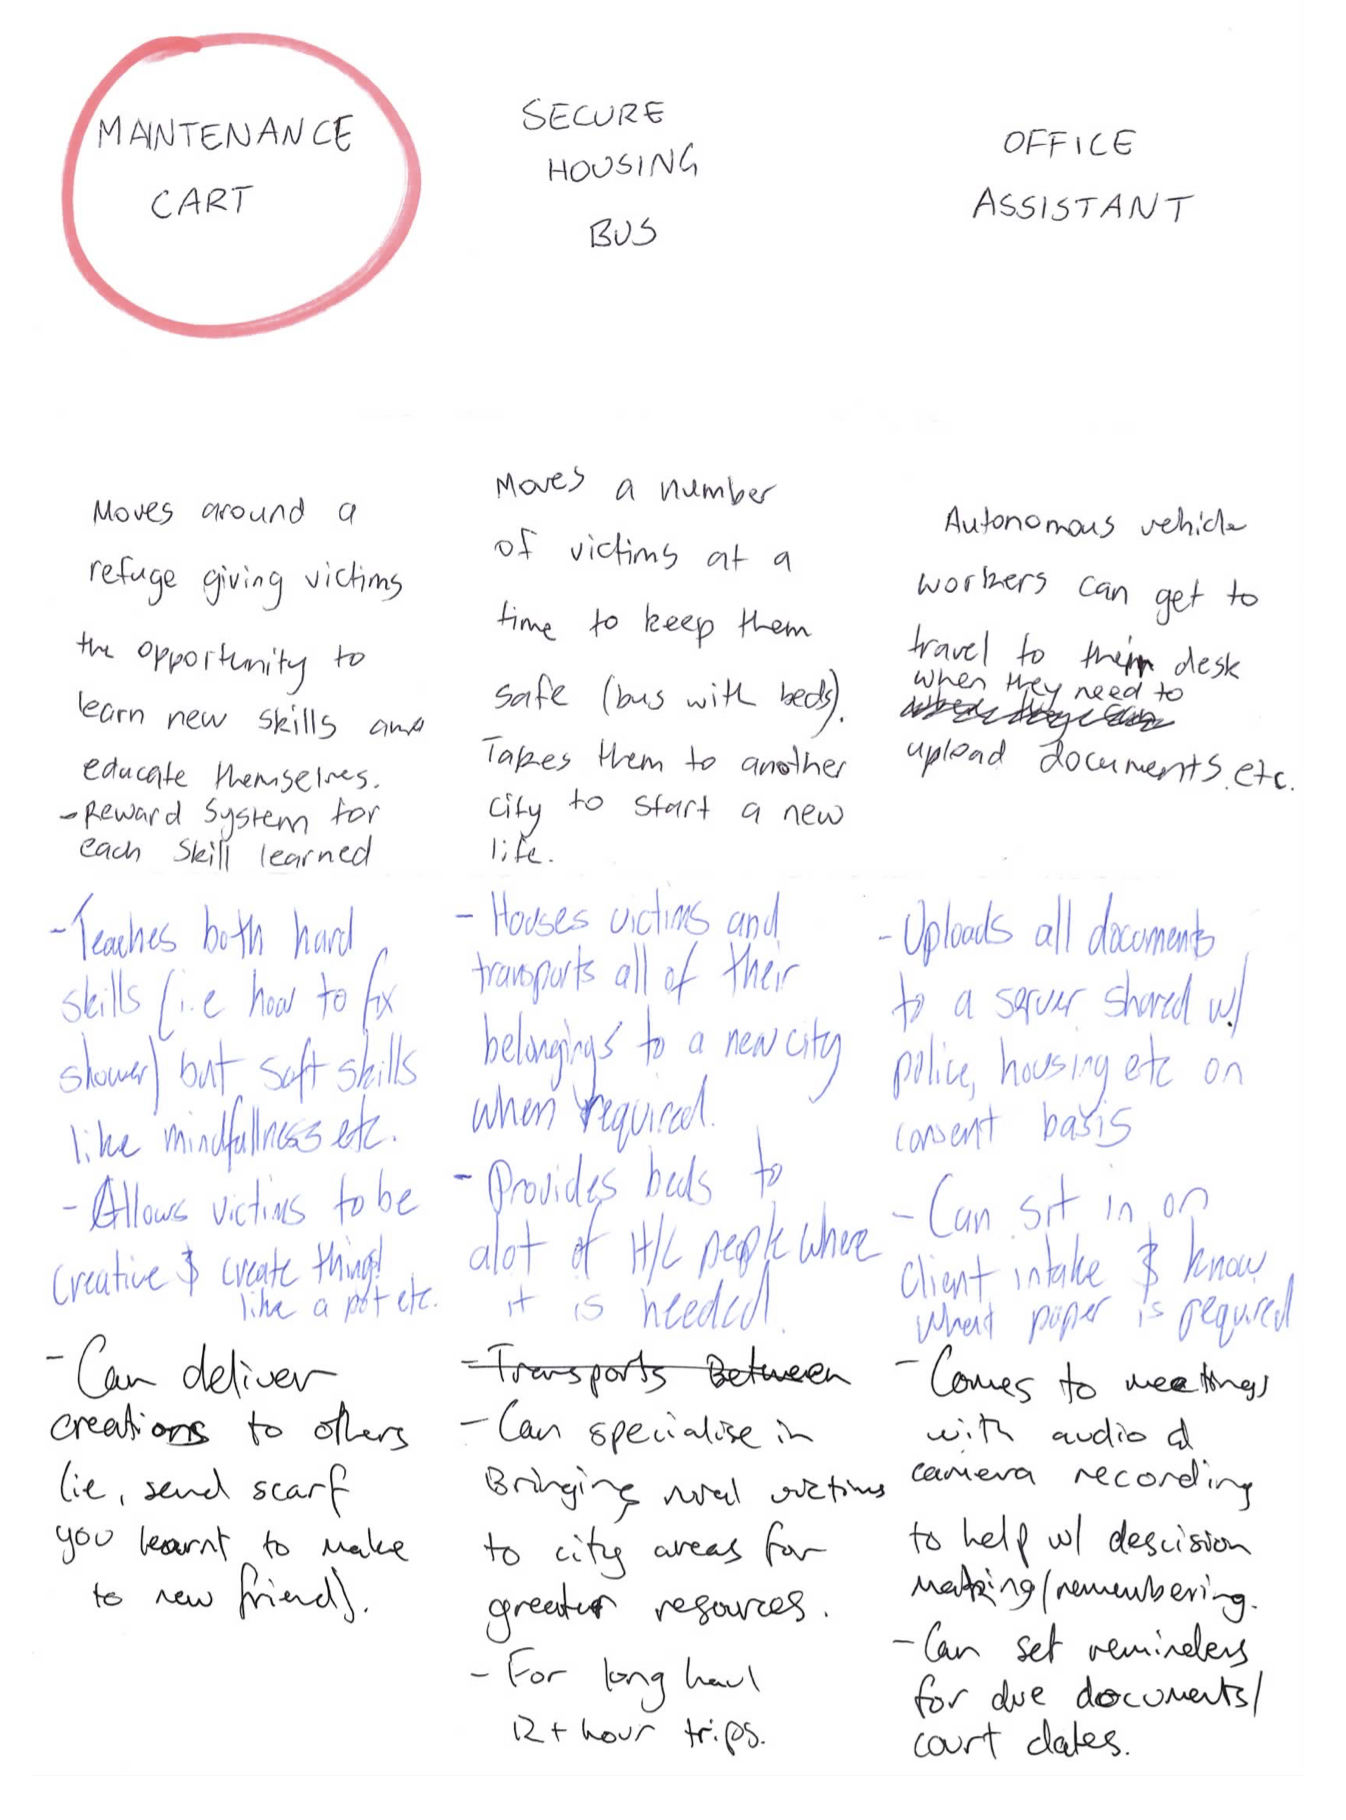 MAINTENANCE
CART
Moves around a
refuge giving victims
the opportunity to
learn new skills and
educate themselves.
- Reward System for
each skill learned
- Teaches both hard
skills (i.e how to fix
shower) but soft skills
like mindfullness etc.
- Allows victims to be
creative & create things!
like a pot etc.
- Can deliver
creations to others
(ie, send scarf
you learnt to make
to new friend).
SECURE
HOUSING
BUS
Moves a number
of victims at a
time to keep them
safe (bus with beds).
Takes them to another
city to start a new
life.
- Houses victims and
transports all of their
belongings to a new city
when required.
- Provides beds to
alot of H/L people where
it is needed.
- Transports Between
- Can specialise in
Bringing rural victims
to city areas for
greater resources.
- For long haul
12+ hour trips.
OFFICE
ASSISTANT
Autonomous vehicle
workers can get to
travel to their desk
when they need to
upload documents etc.
- Uploads all documents
to a server shared w/
police, housing etc on
consent basis
- Can sit in on
client intake & know
what paper is required
- Comes to meetings
with audio &
camera recording
to help w/ descision
making/remembering.
- Can set reminders
for due documents/
court dates.